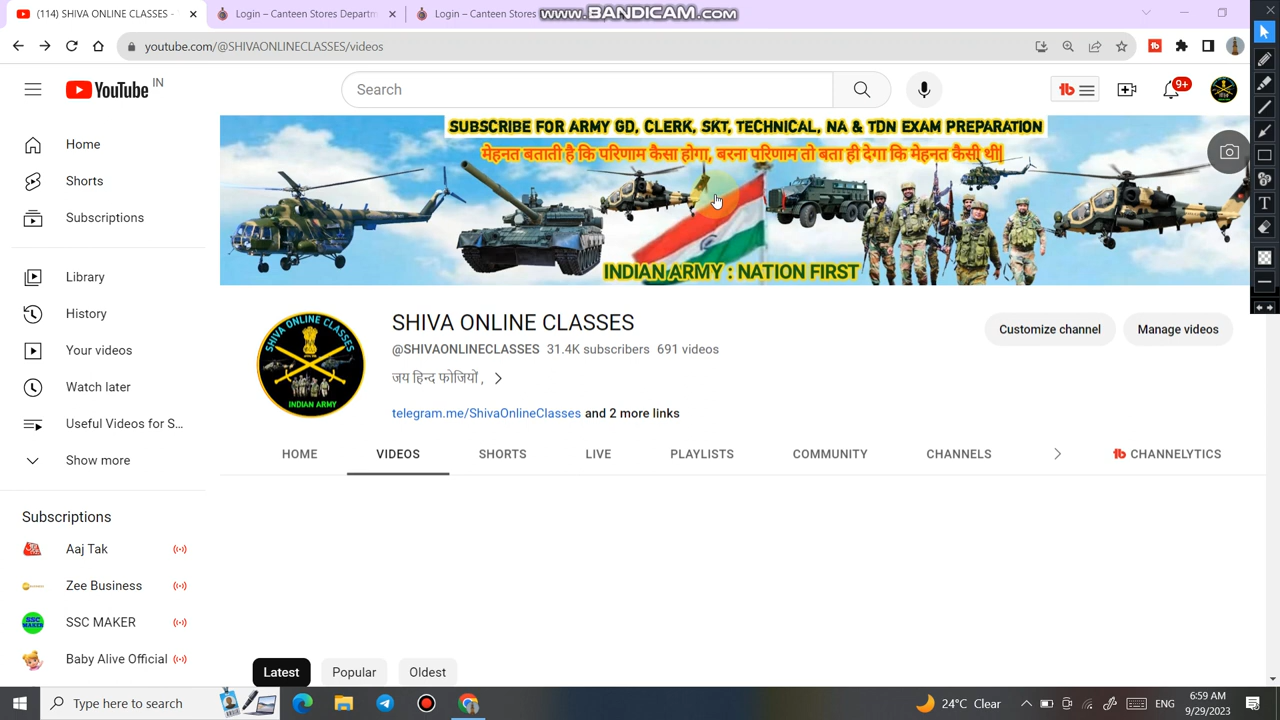 (114) SHIVA ONLINE CLASSES -
Login – Canteen Stores Departm
Login – Canteen Stores
www.BANDICAM.com
youtube.com/@SHIVAONLINECLASSES/videos
YouTube IN
Search
9+
SUBSCRIBE FOR ARMY GD, CLERK, SKT, TECHNICAL, NA & TDN EXAM PREPARATION
मेहनत बताती है कि परिणाम कैसा होगा, बरना परिणाम तो बता ही देगा कि मेहनत कैसी थी|
INDIAN ARMY : NATION FIRST
Home
Shorts
Subscriptions
Library
History
Your videos
Watch later
Useful Videos for S...
Show more
Subscriptions
Aaj Tak
Zee Business
SSC MAKER
Baby Alive Official
SHIVA ONLINE CLASSES
INDIAN ARMY
SHIVA ONLINE CLASSES
@SHIVAONLINECLASSES 31.4K subscribers 691 videos
जय हिन्द फोजियों ,
telegram.me/ShivaOnlineClasses and 2 more links
Customize channel
Manage videos
HOME VIDEOS SHORTS LIVE PLAYLISTS COMMUNITY CHANNELS tb CHANNELYTICS
Latest Popular Oldest
Type here to search
24°C Clear
ENG
6:59 AM
9/29/2023